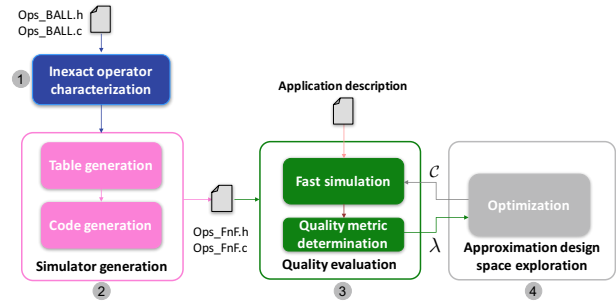 Ops_BALL.h
Ops_BALL.c
1
Inexact operator
characterization
Table generation
Code generation
Simulator generation
2
Ops_FnF.h
Ops_FnF.c
Application description
Fast simulation
Quality metric
determination
Quality evaluation
3
C
λ
Optimization
Approximation design
space exploration
4